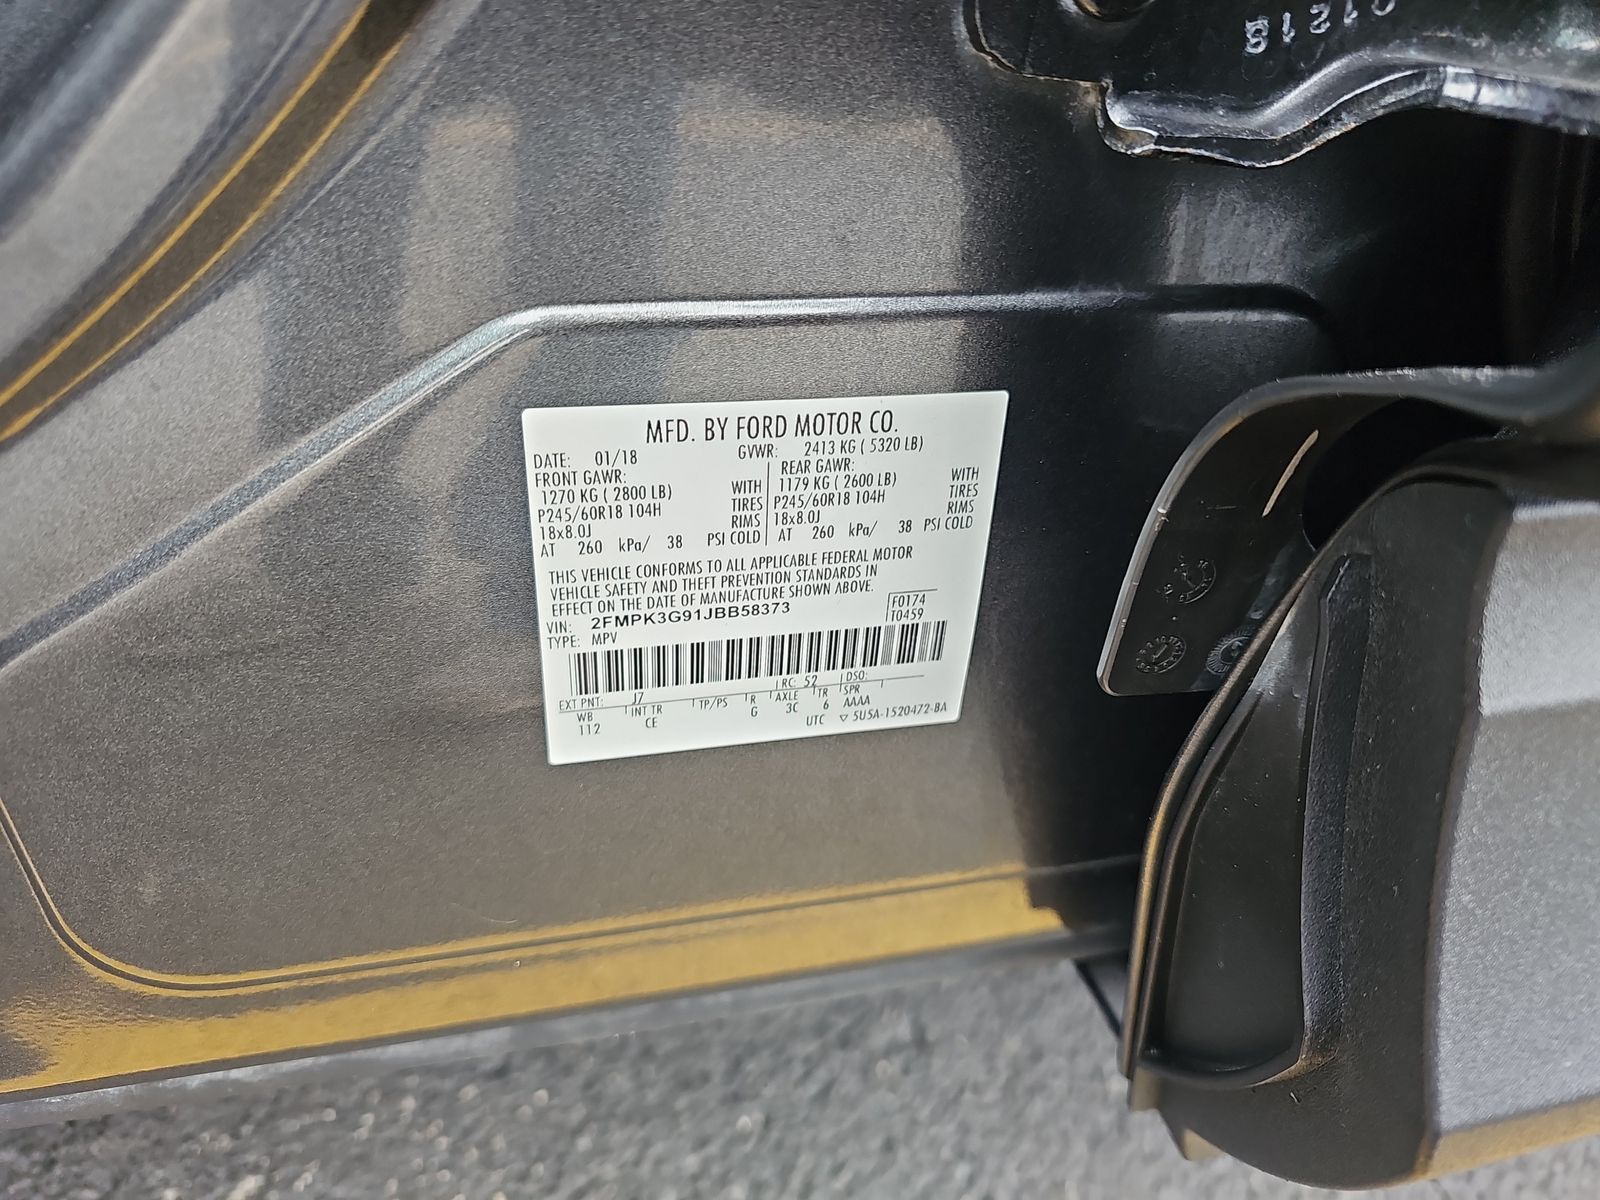 81210
MFD. BY FORD MOTOR CO.
DATE: 01/18 GVWR: 2413 KG ( 5320 LB)
FRONT GAWR: REAR GAWR:
1270 KG ( 2800 LB) WITH 1179 KG ( 2600 LB) WITH
P245/60R18 104H TIRES P245/60R18 104H TIRES
18x8.0J RIMS 18x8.0J RIMS
AT 260 kPa/ 38 PSI COLD AT 260 kPa/ 38 PSI COLD
THIS VEHICLE CONFORMS TO ALL APPLICABLE FEDERAL MOTOR
VEHICLE SAFETY AND THEFT PREVENTION STANDARDS IN
EFFECT ON THE DATE OF MANUFACTURE SHOWN ABOVE.
VIN: 2FMPK3G91JBB58373 F0174
TYPE: MPV T0459
EXT PNT: J7 RC: 52 DSO:
WB INT TR TP/PS R AXLE TR SPR
112 CE G 3C 6 AAAA
UTC ▽ 5U5A-1520472-BA